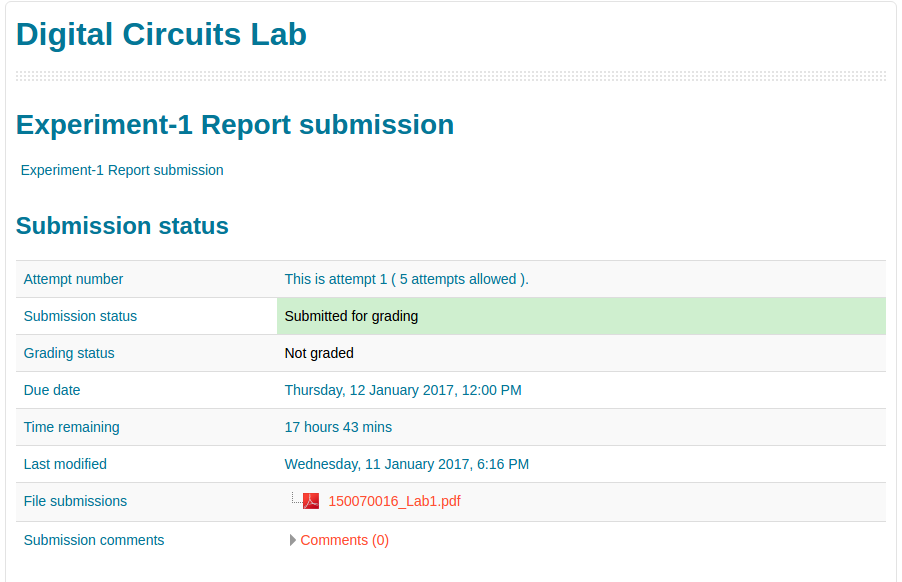 Digital Circuits Lab
Experiment-1 Report submission
Experiment-1 Report submission
Submission status
Attempt number This is attempt 1 ( 5 attempts allowed ).
Submission status Submitted for grading
Grading status Not graded
Due date Thursday, 12 January 2017, 12:00 PM
Time remaining 17 hours 43 mins
Last modified Wednesday, 11 January 2017, 6:16 PM
File submissions 150070016_Lab1.pdf
Submission comments Comments (0)